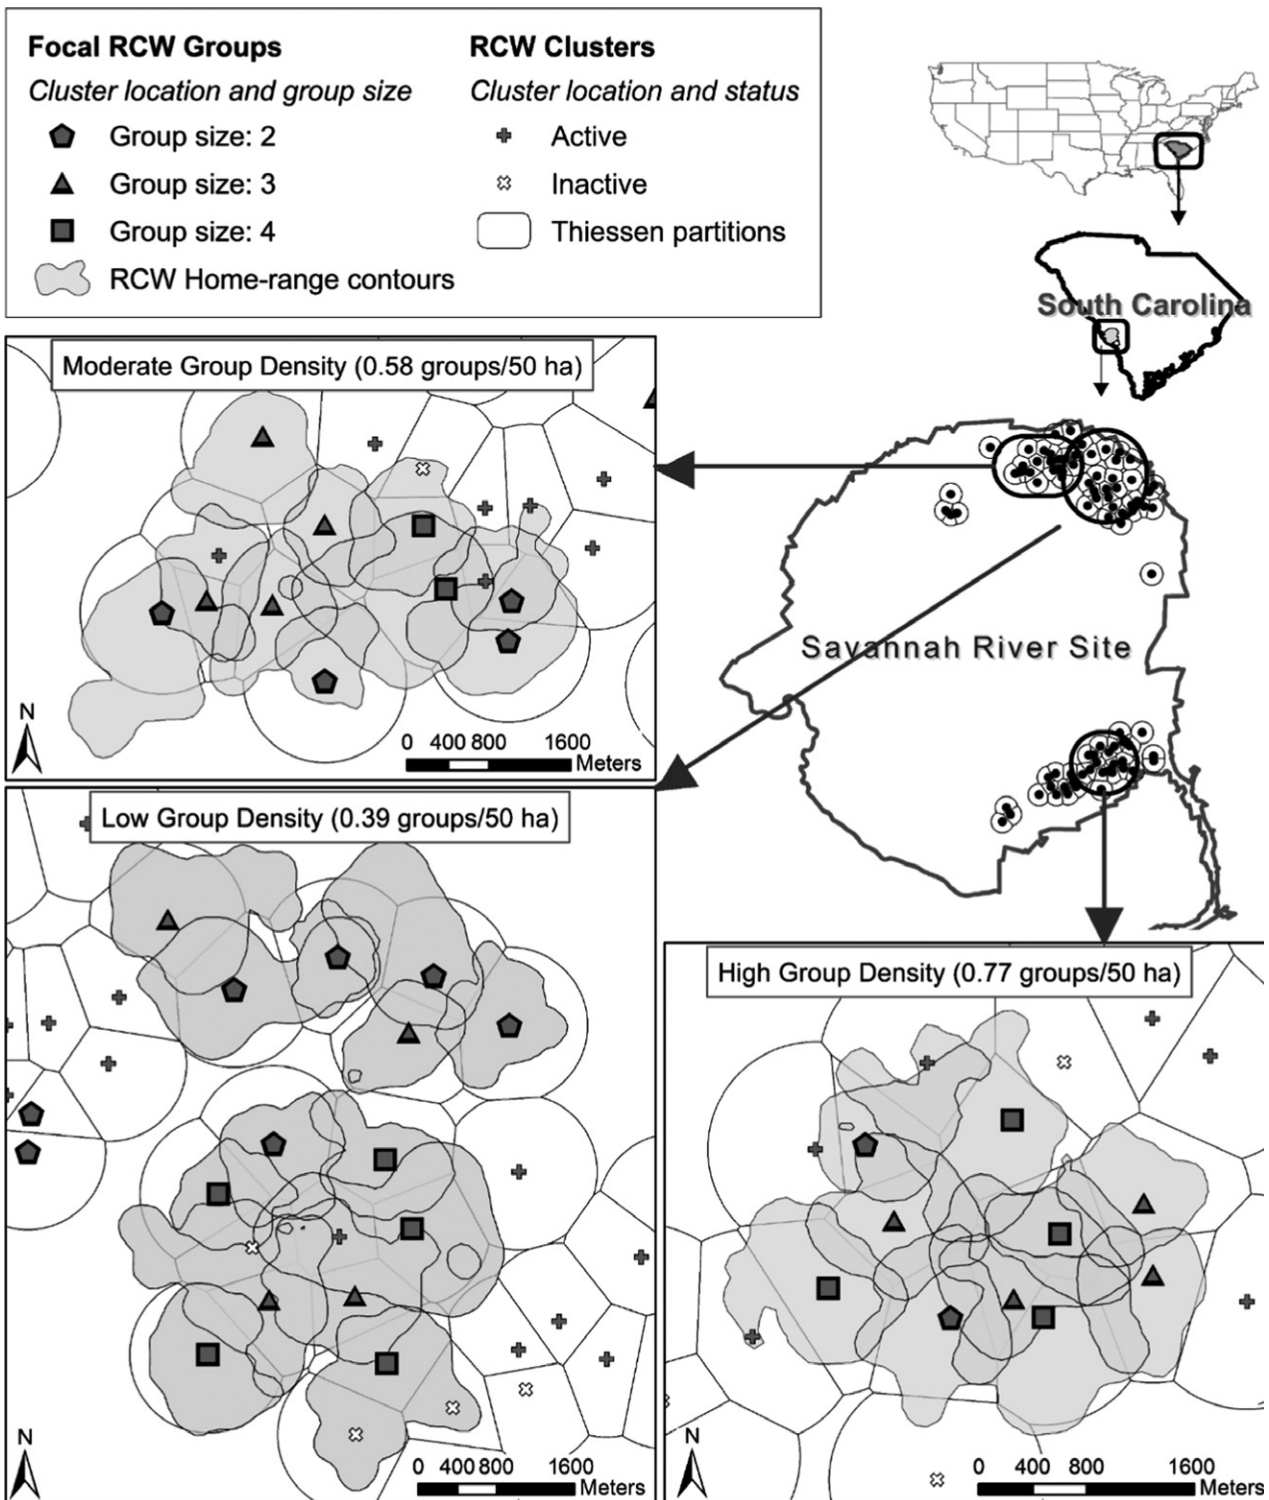 Focal RCW Groups
Cluster location and group size
Group size: 2
Group size: 3
Group size: 4
RCW Home-range contours
RCW Clusters
Cluster location and status
Active
Inactive
Thiessen partitions
South Carolina
Savannah River Site
Moderate Group Density (0.58 groups/50 ha)
N
0 400 800 1600
Meters
Low Group Density (0.39 groups/50 ha)
N
0 400 800 1600
Meters
High Group Density (0.77 groups/50 ha)
N
0 400 800 1600
Meters